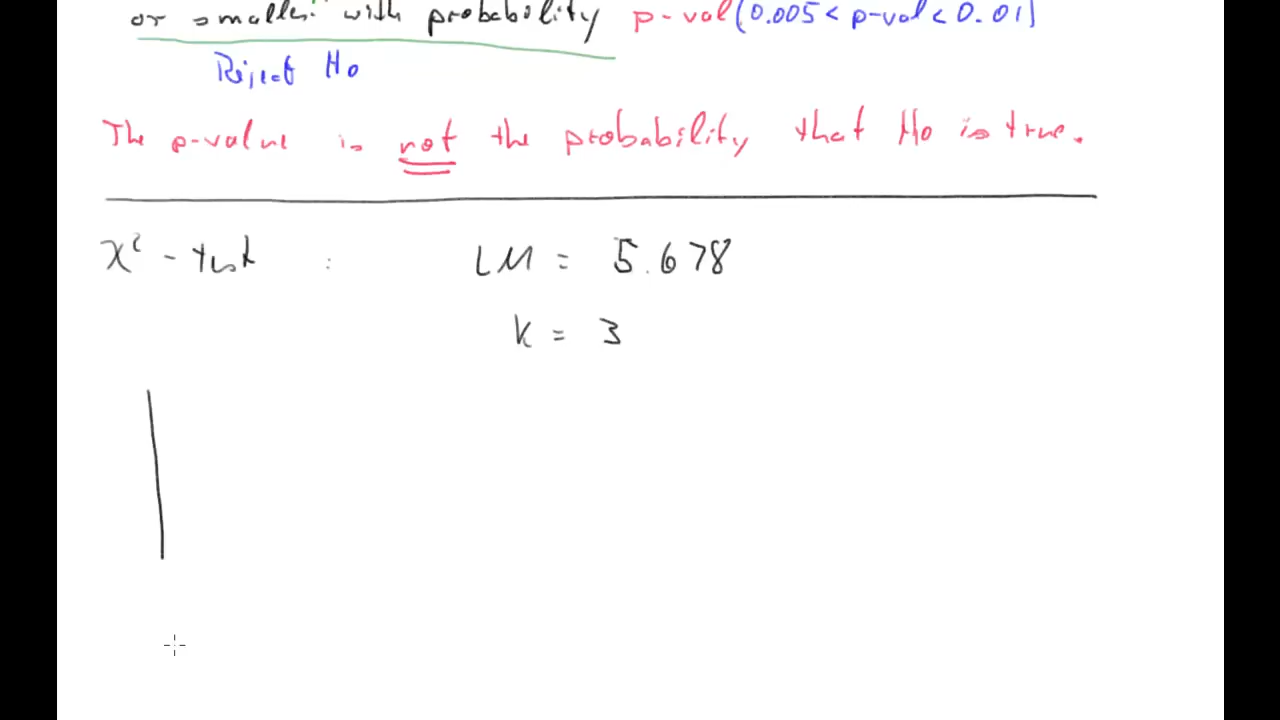 or smaller with probability p-val (0.005 < p-val < 0.01)
Reject Ho
The p-value is not the probability that Ho is true.
χ² - test : LM = 5.678
k = 3